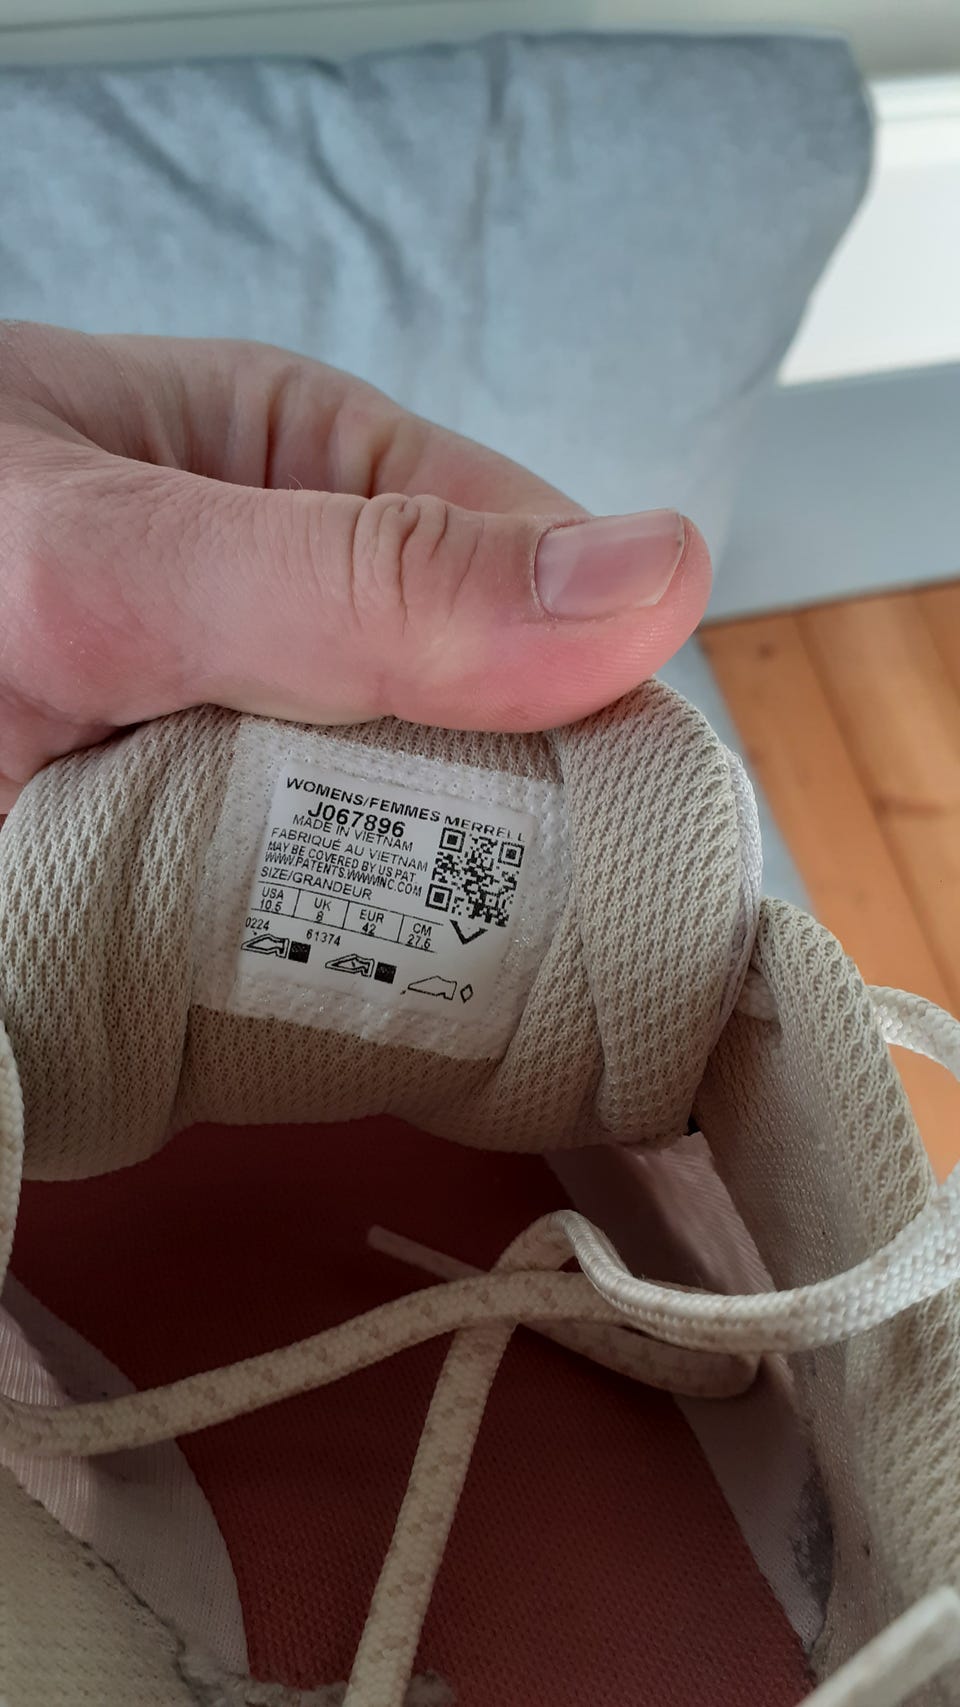 WOMENS/FEMMES MERRELL
J067896
MADE IN VIETNAM
FABRIQUÉ AU VIETNAM
MAY BE COVERED BY US PAT
WWW.PATENTS.WWWINC.COM
SIZE/GRANDEUR
USA UK EUR CM
10.5 8 42 27.5
0224 61374